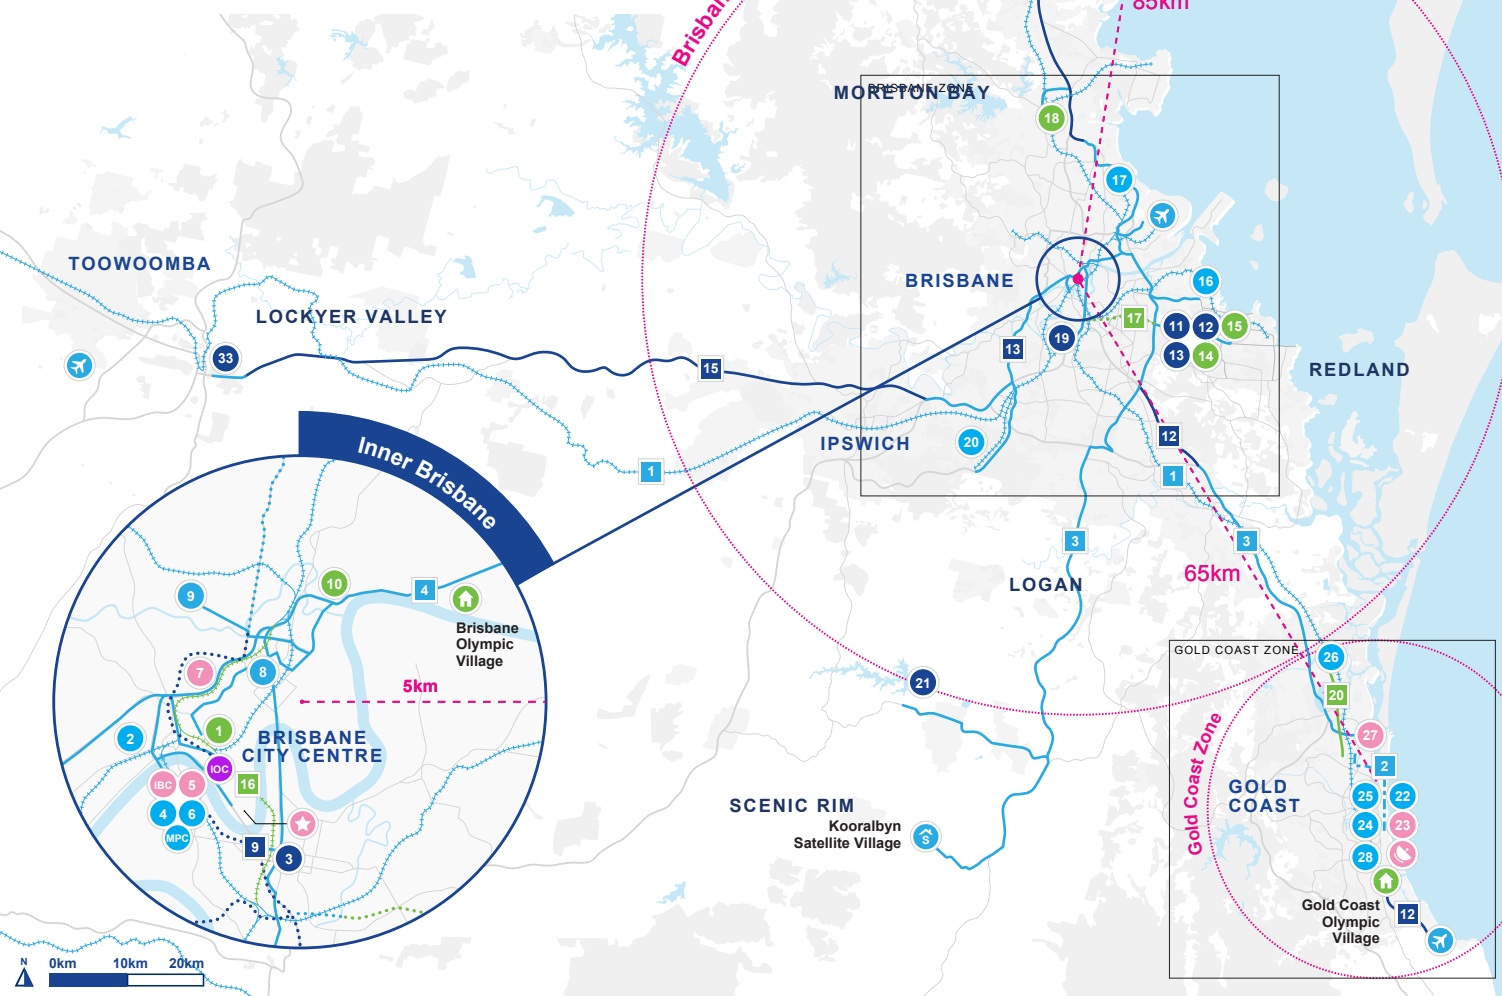 85km
Brisban
MORETON BAY
BRISBANE ZONE
18
17
TOOWOOMBA
BRISBANE
16
LOCKYER VALLEY
17
11
12
15
19
13
13
14
33
15
REDLAND
IPSWICH
20
12
1
1
Inner Brisbane
3
3
65km
LOGAN
10
9
4
Brisbane
Olympic
Village
GOLD COAST ZONE
26
7
8
5km
21
20
1
2
BRISBANE
CITY CENTRE
27
Gold Coast Zone
IOC
2
IBC
5
16
GOLD
COAST
25
22
SCENIC RIM
4
6
Kooralbyn
Satellite Village
S
24
23
MPC
9
3
28
Gold Coast
Olympic
Village
12
N
0km
10km
20km